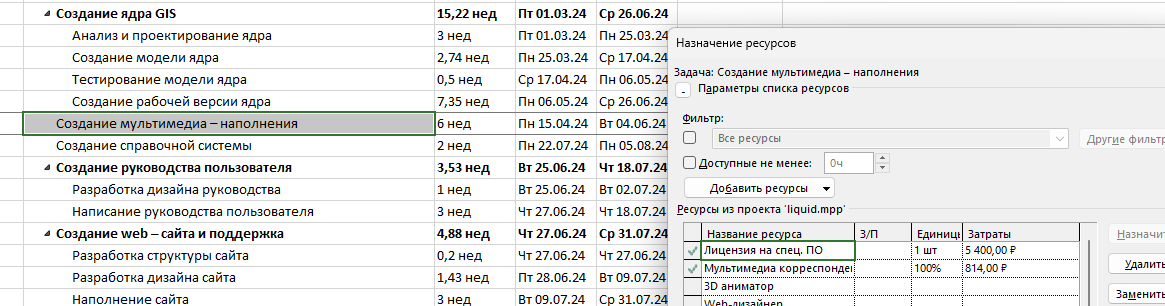 Создание ядра GIS 15,22 нед Пт 01.03.24 Ср 26.06.24
Анализ и проектирование ядра 3 нед Пт 01.03.24 Пн 25.03.24
Создание модели ядра 2,74 нед Пн 25.03.24 Ср 17.04.24
Тестирование модели ядра 0,5 нед Ср 17.04.24 Пн 06.05.24
Создание рабочей версии ядра 7,35 нед Пн 06.05.24 Ср 26.06.24
Создание мультимедиа – наполнения 6 нед Пн 15.04.24 Вт 04.06.24
Создание справочной системы 2 нед Пн 22.07.24 Пн 05.08.24
Создание руководства пользователя 3,53 нед Вт 25.06.24 Чт 18.07.24
Разработка дизайна руководства 1 нед Вт 25.06.24 Вт 02.07.24
Написание руководства пользователя 3 нед Чт 27.06.24 Чт 18.07.24
Создание web – сайта и поддержка 4,88 нед Чт 27.06.24 Ср 31.07.24
Разработка структуры сайта 0,2 нед Чт 27.06.24 Чт 27.06.24
Разработка дизайна сайта 1,43 нед Пт 28.06.24 Вт 09.07.24
Наполнение сайта 3 нед Вт 09.07.24 Ср 31.07.24
Назначение ресурсов
Задача: Создание мультимедиа – наполнения
- Параметры списка ресурсов
Фильтр:
Все ресурсы Другие фильтр
Доступные не менее: 0ч
Добавить ресурсы
Ресурсы из проекта 'liquid.mpp'
Название ресурса З/П Единиц Затраты Назначит
Лицензия на спец. ПО 1 шт 5 400,00 ₽
Мультимедиа корреспонден 100% 814,00 ₽ Удалить
3D аниматор Заменить
Web-дизайнер